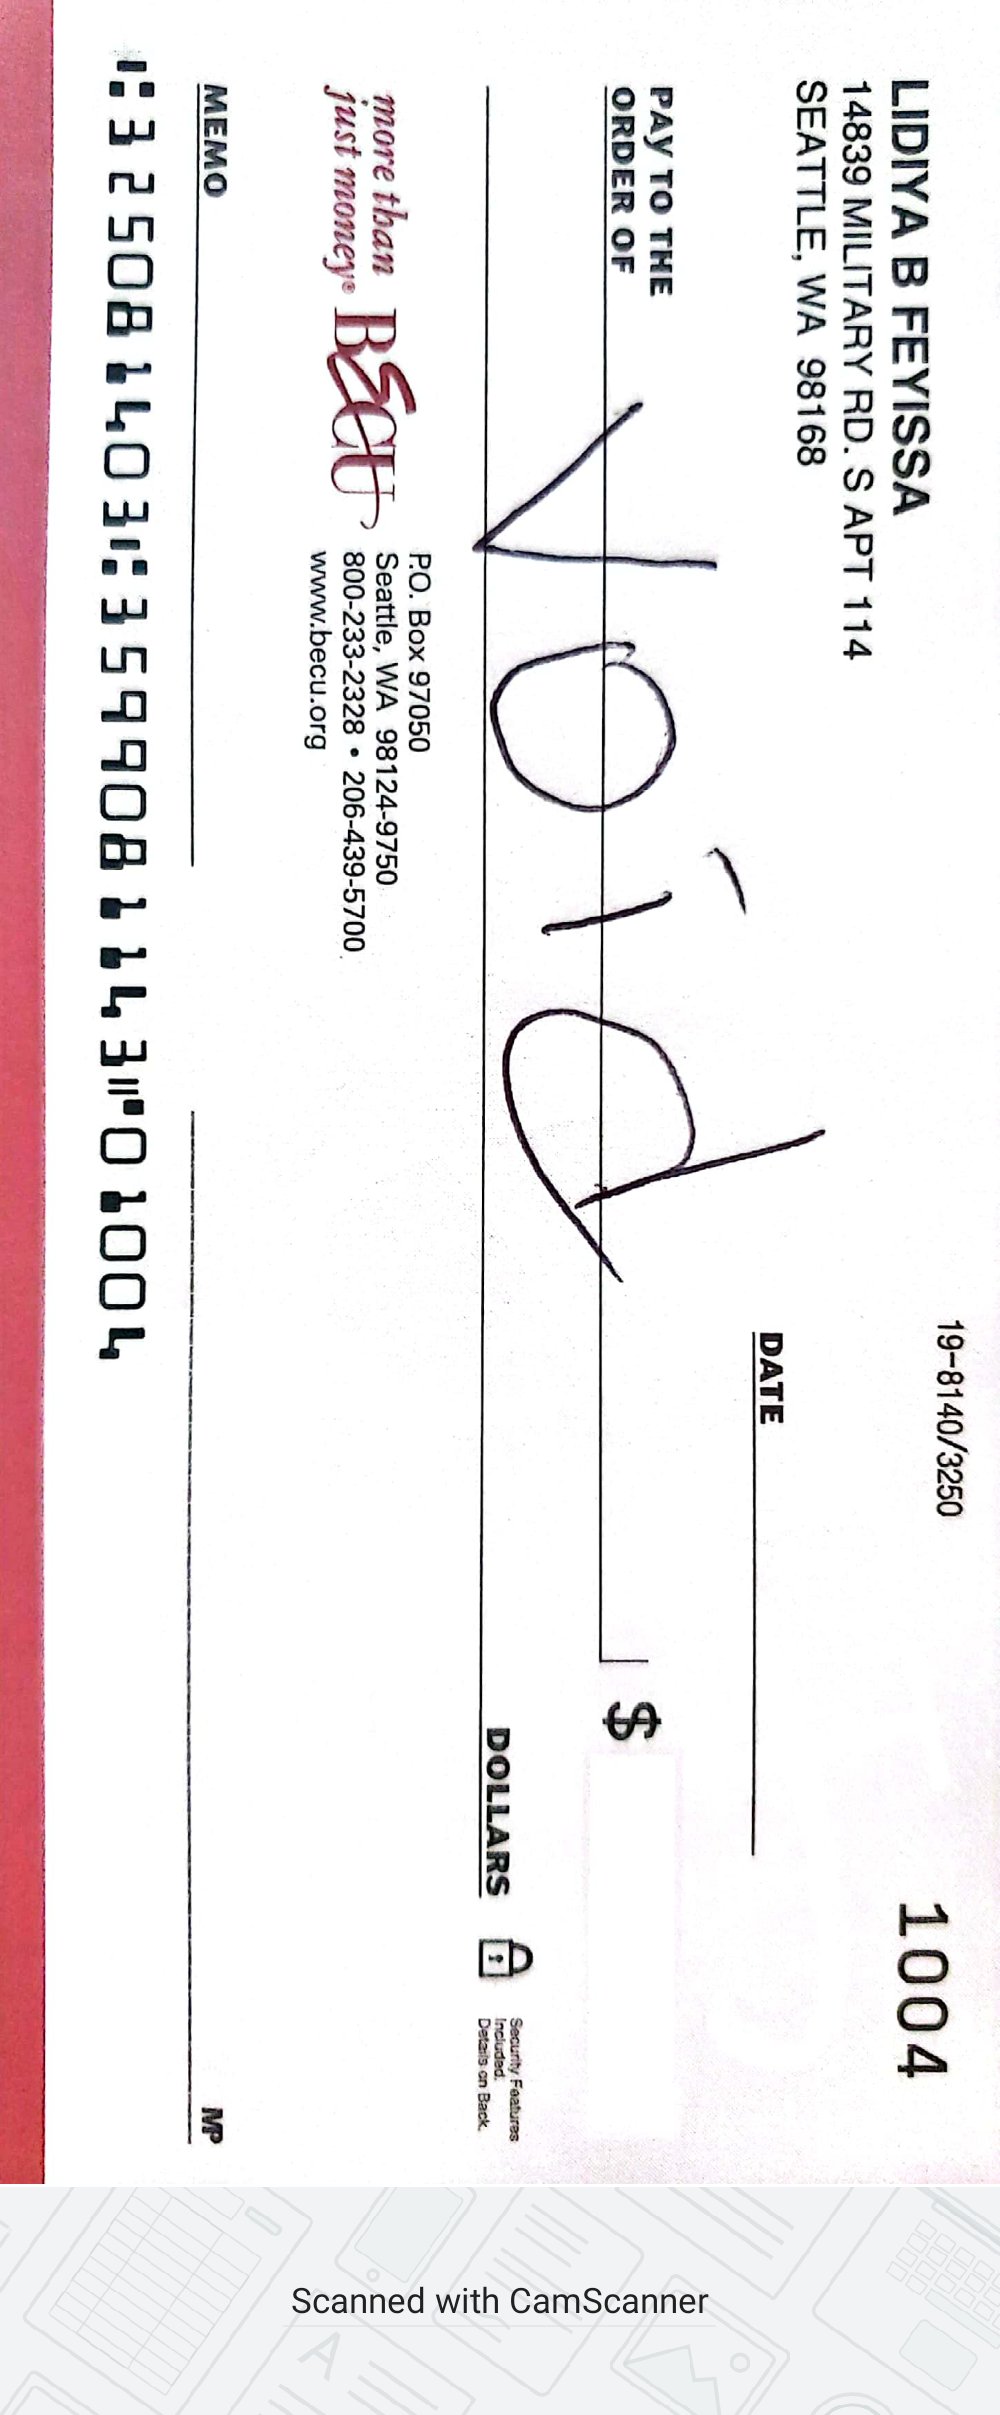 LIDIYA B FEYISSA
14839 MILITARY RD. S APT 114
SEATTLE, WA 98168
19-8140/3250
1004
DATE
PAY TO THE
ORDER OF
$
Void
DOLLARS
Security Features
Included.
Details on Back.
more than
just money®
BECU
P.O. Box 97050
Seattle, WA 98124-9750
800-233-2328 • 206-439-5700
www.becu.org
MEMO
MP
⑆325081403⑆3599081143⑈01004
Scanned with CamScanner